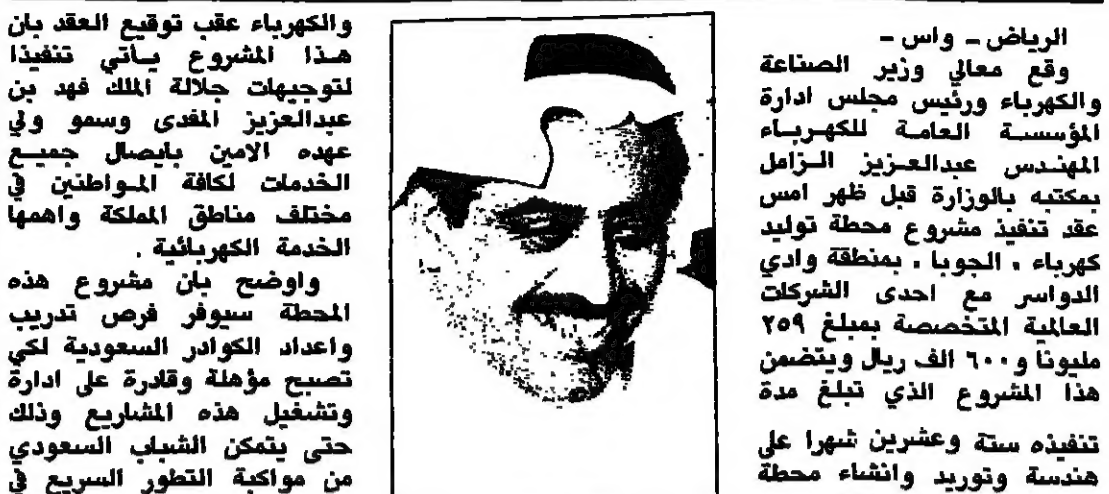 الرياض ـ واس ـ
وقع معالي وزير الصناعة
والكهرباء ورئيس مجلس ادارة
المؤسسة العامة للكهرباء
المهندس عبدالعزيز الزامل
بمكتبه بالوزارة قبل ظهر امس
عقد تنفيذ مشروع محطة توليد
كهرباء . الجوبا . بمنطقة وادي
الدواسر مع احدى الشركات
العالمية المتخصصة بمبلغ ٢٥٩
مليونا و٦٠٠ الف ريال ويتضمن
هذا المشروع الذي تبلغ مدة
تنفيذه ستة وعشرين شهرا على
هندسة وتوريد وانشاء محطة
والكهرباء عقب توقيع العقد بان
هذا المشروع يأتي تنفيذا
لتوجيهات جلالة الملك فهد بن
عبدالعزيز المفدى وسمو ولي
عهده الامين بايصال جميع
الخدمات لكافة المواطنين في
مختلف مناطق المملكة واهمها
الخدمة الكهربائية .
واوضح بان مشروع هذه
المحطة سيوفر فرص تدريب
واعداد الكوادر السعودية لكي
تصبح مؤهلة وقادرة على ادارة
وتشغيل هذه المشاريع وذلك
حتى يتمكن الشباب السعودي
من مواكبة التطور السريع في